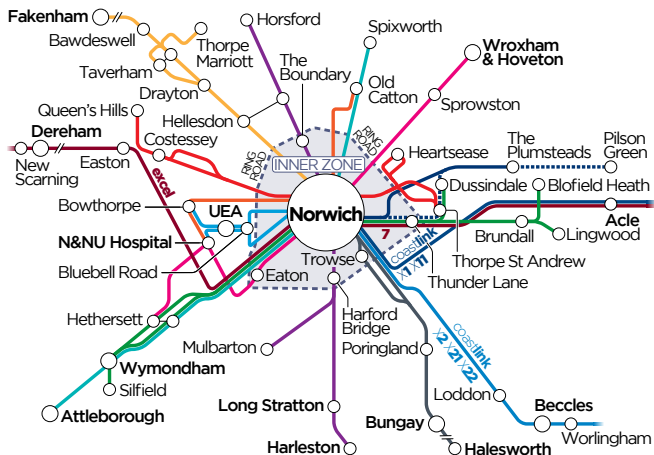 Fakenham
Bawdeswell
Taverham
Thorpe
Marriott
Drayton
Horsford
The
Boundary
Hellesdon
Spixworth
Old
Catton
Wroxham
& Hoveton
Sprowston
Queen's Hills
Costessey
Dereham
New
Scarning
Easton
excel
RING
ROAD
RING
ROAD
INNER ZONE
Heartsease
The
Plumsteads
Pilson
Green
Dussindale
Blofield Heath
Bowthorpe
UEA
Norwich
N&NU Hospital
Bluebell Road
7
Acle
Brundall
Lingwood
Thorpe St Andrew
Thunder Lane
coastlink
X1 X11
Trowse
Eaton
Harford
Bridge
Hethersett
Mulbarton
Poringland
coastlink
X2 X21 X22
Wymondham
Silfield
Attleborough
Long Stratton
Harleston
Loddon
Bungay
Halesworth
Beccles
Worlingham